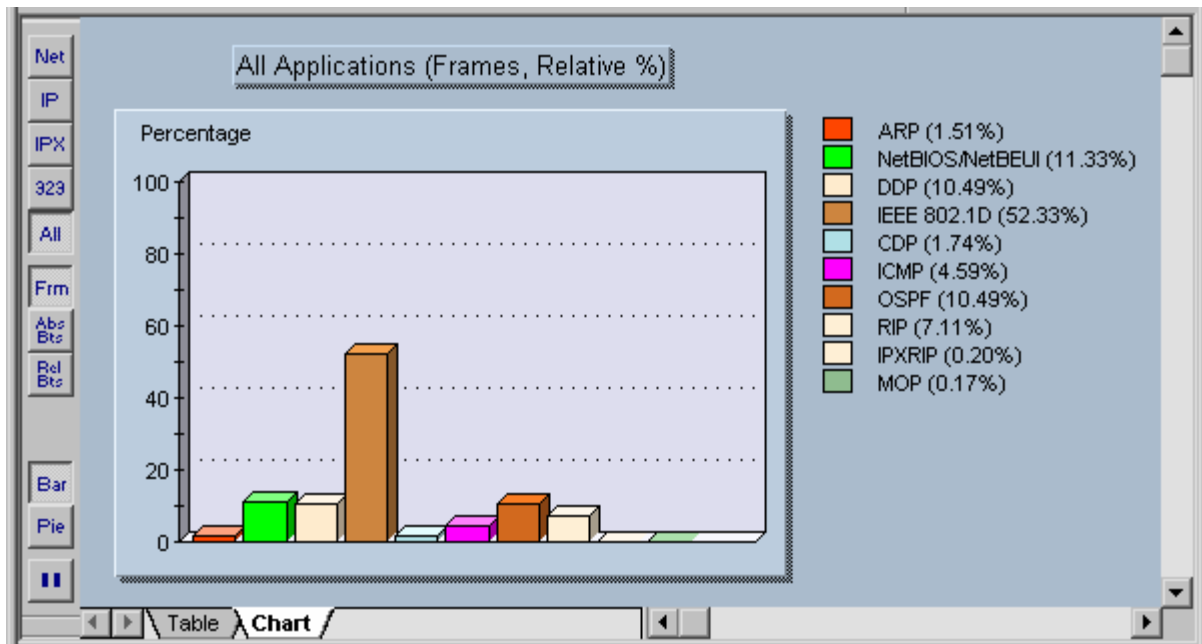 All Applications (Frames, Relative %)
Net
IP
IPX
323
All
Frm
Abs
Bts
Rel
Bts
Bar
Pie
Percentage
100
80
60
40
20
0
ARP (1.51%)
NetBIOS/NetBEUI (11.33%)
DDP (10.49%)
IEEE 802.1D (52.33%)
CDP (1.74%)
ICMP (4.59%)
OSPF (10.49%)
RIP (7.11%)
IPXRIP (0.20%)
MOP (0.17%)
Table
Chart